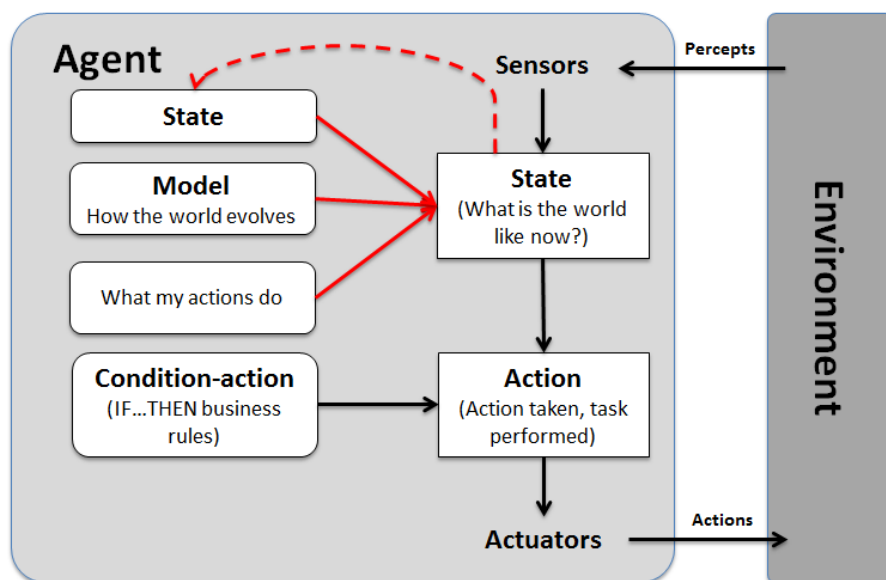 Agent
Sensors
Percepts
State
Model
How the world evolves
What my actions do
Condition-action
(IF...THEN business
rules)
State
(What is the world
like now?)
Action
(Action taken, task
performed)
Actuators
Actions
Environment